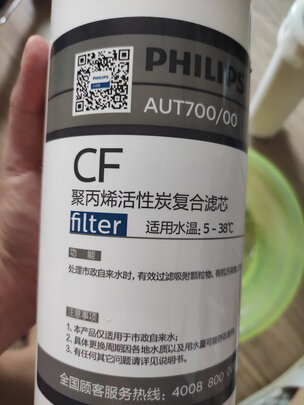 PHILIPS
AUT700/00
CF
聚丙烯活性炭复合滤芯
filter
适用水温: 5-38℃
功 能
处理市政自来水时, 有效过滤吸附颗粒物、有机污染
注意事项
1. 本产品仅适用于市政自来水;
2. 具体更换周期因各地水质以及用水量可能
3. 有任何其它问题请详见说明书。
全国顾客服务热线: 4008 800